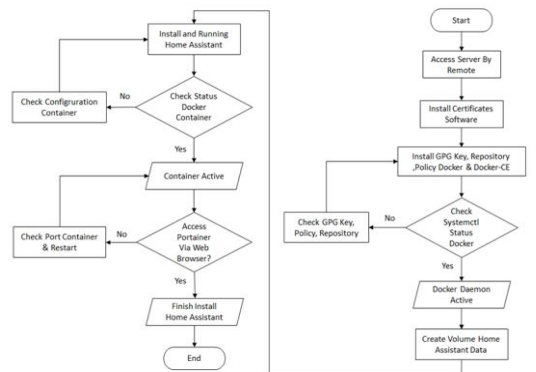 Install and Running
Home Assistant
Check Configruration
Container
No
Check Status
Docker
Container
Yes
Container Active
Check Port Container
& Restart
No
Access
Portainer
Via Web
Browser?
Yes
Finish Install
Home Assistant
End
Start
Access Server By
Remote
Install Certificates
Software
Install GPG Key, Repository
,Policy Docker & Docker-CE
Check GPG Key,
Policy, Repository
No
Check
Systemctl
Status
Docker
Yes
Docker Daemon
Active
Create Volume Home
Assistant Data